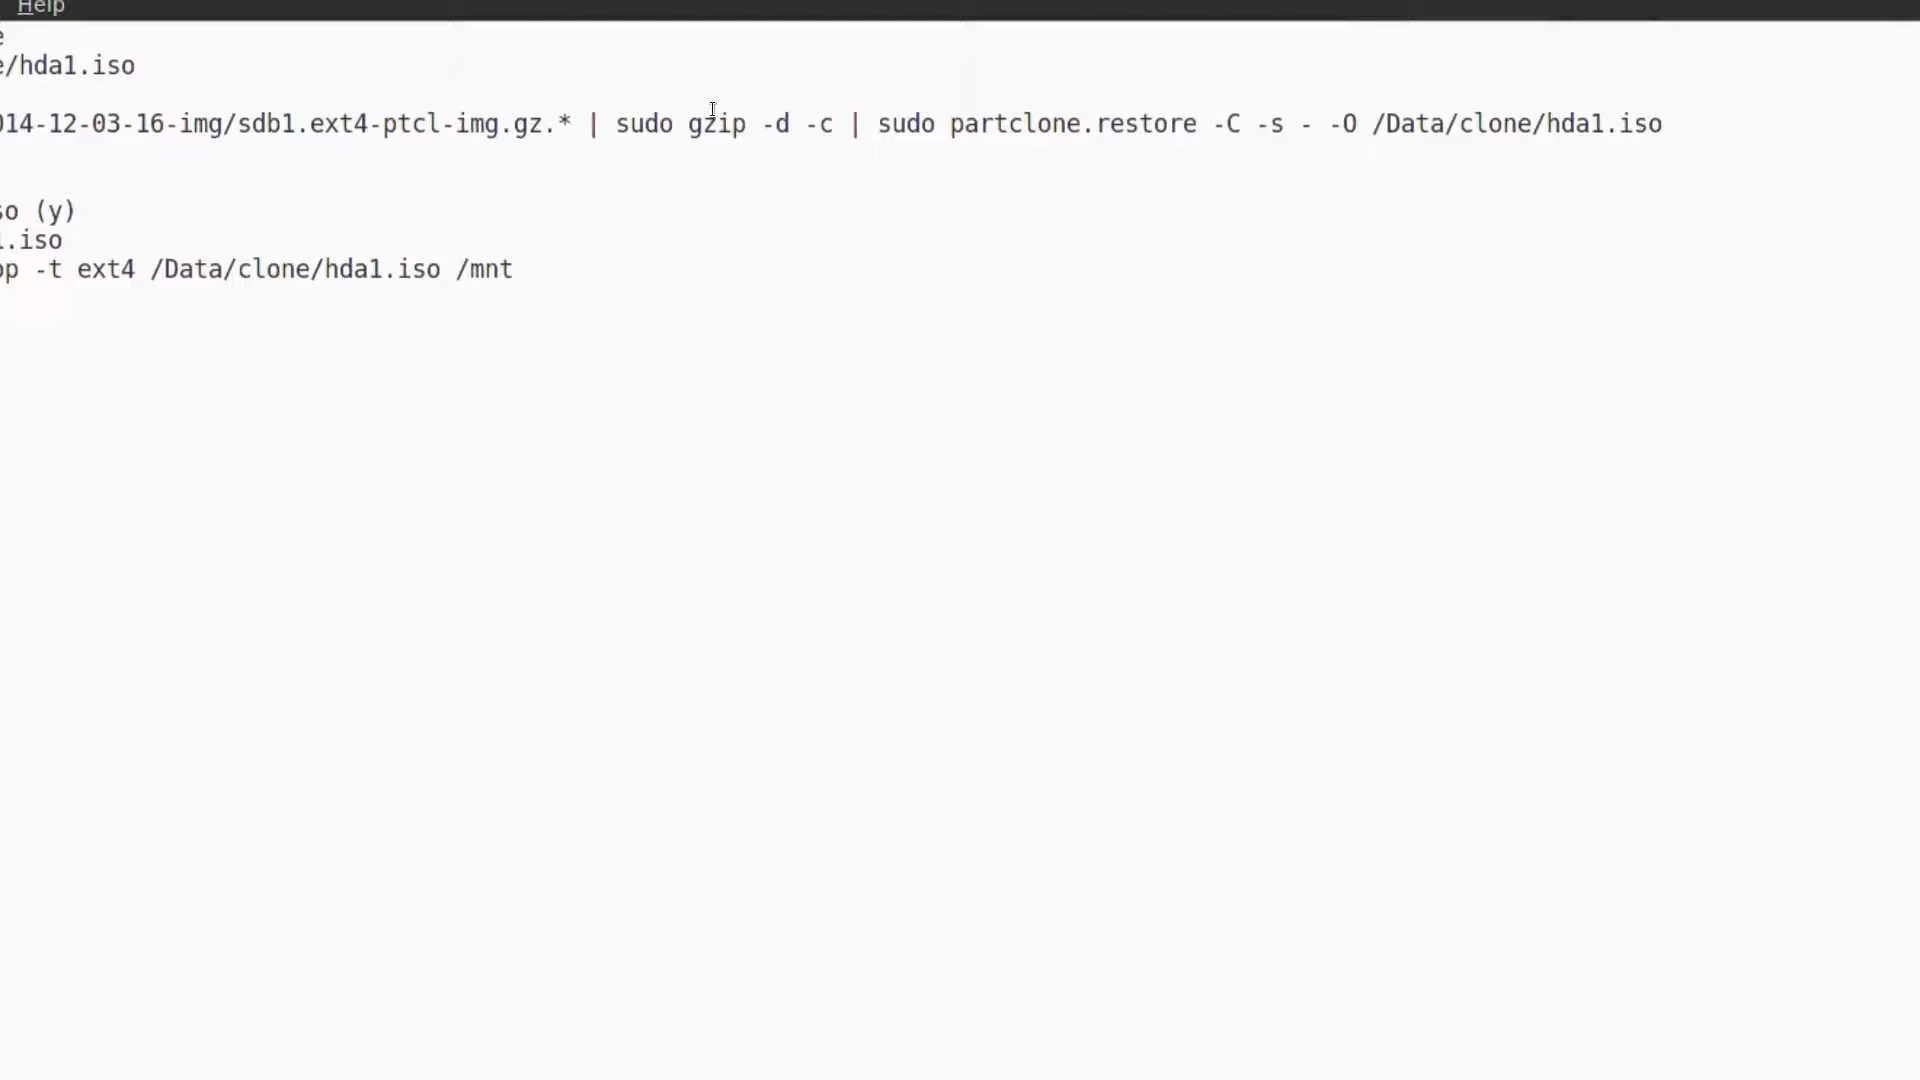 Help
e
e/hda1.iso
014-12-03-16-img/sdb1.ext4-ptcl-img.gz.* | sudo gzip -d -c | sudo partclone.restore -C -s - -O /Data/clone/hda1.iso
so (y)
1.iso
op -t ext4 /Data/clone/hda1.iso /mnt